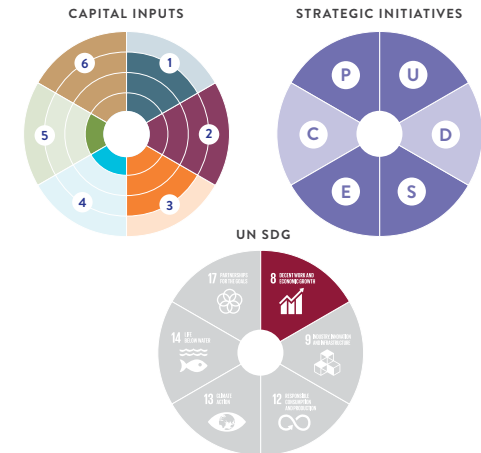 CAPITAL INPUTS
6
1
5
2
4
3
STRATEGIC INITIATIVES
P
U
C
D
E
S
UN SDG
17 PARTNERSHIPS
FOR THE GOALS
8 DECENT WORK AND
ECONOMIC GROWTH
14 LIFE
BELOW WATER
9 INDUSTRY, INNOVATION
AND INFRASTRUCTURE
13 CLIMATE
ACTION
12 RESPONSIBLE
CONSUMPTION
AND PRODUCTION